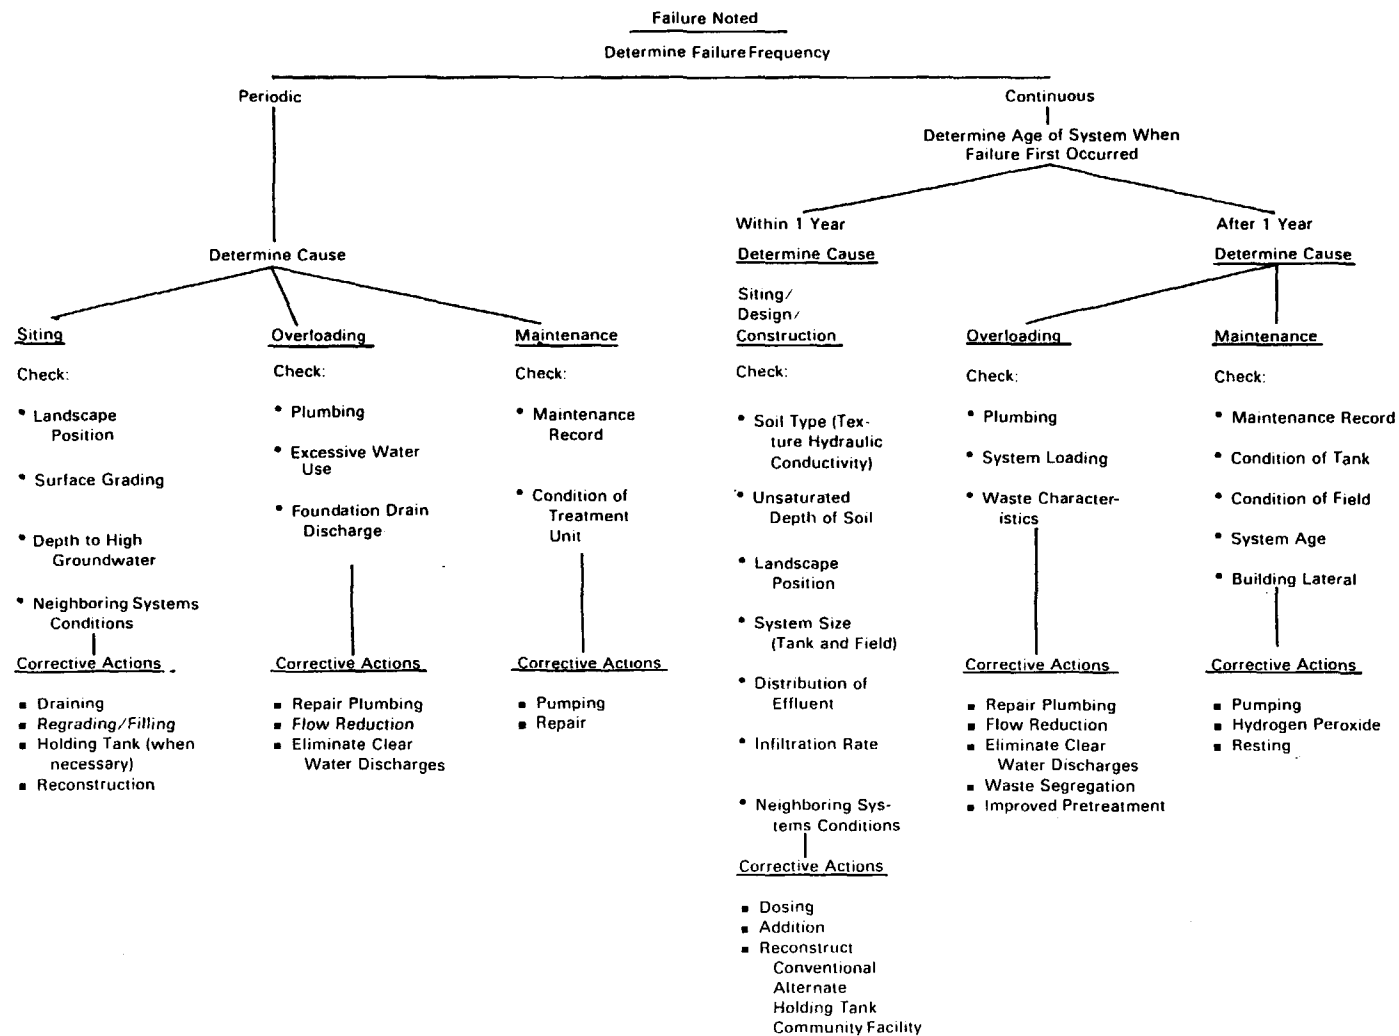 Failure Noted
Determine Failure Frequency
Periodic
Continuous
Determine Age of System When
Failure First Occurred
Within 1 Year
After 1 Year
Determine Cause
Determine Cause
Determine Cause
Siting
Check:
• Landscape
Position
• Surface Grading
• Depth to High
Groundwater
• Neighboring Systems
Conditions
Corrective Actions
▪ Draining
▪ Regrading/Filling
▪ Holding Tank (when
necessary)
▪ Reconstruction
Overloading
Check:
• Plumbing
• Excessive Water
Use
• Foundation Drain
Discharge
Corrective Actions
▪ Repair Plumbing
▪ Flow Reduction
▪ Eliminate Clear
Water Discharges
Maintenance
Check:
• Maintenance
Record
• Condition of
Treatment
Unit
Corrective Actions
▪ Pumping
▪ Repair
Siting/
Design/
Construction
Check:
• Soil Type (Tex-
ture Hydraulic
Conductivity)
• Unsaturated
Depth of Soil
• Landscape
Position
• System Size
(Tank and Field)
• Distribution of
Effluent
• Infiltration Rate
• Neighboring Sys-
tems Conditions
Corrective Actions
▪ Dosing
▪ Addition
▪ Reconstruct
Conventional
Alternate
Holding Tank
Community Facility
Overloading
Check:
• Plumbing
• System Loading
• Waste Character-
istics
Corrective Actions
▪ Repair Plumbing
▪ Flow Reduction
▪ Eliminate Clear
Water Discharges
▪ Waste Segregation
▪ Improved Pretreatment
Maintenance
Check:
• Maintenance Record
• Condition of Tank
• Condition of Field
• System Age
• Building Lateral
Corrective Actions
▪ Pumping
▪ Hydrogen Peroxide
▪ Resting